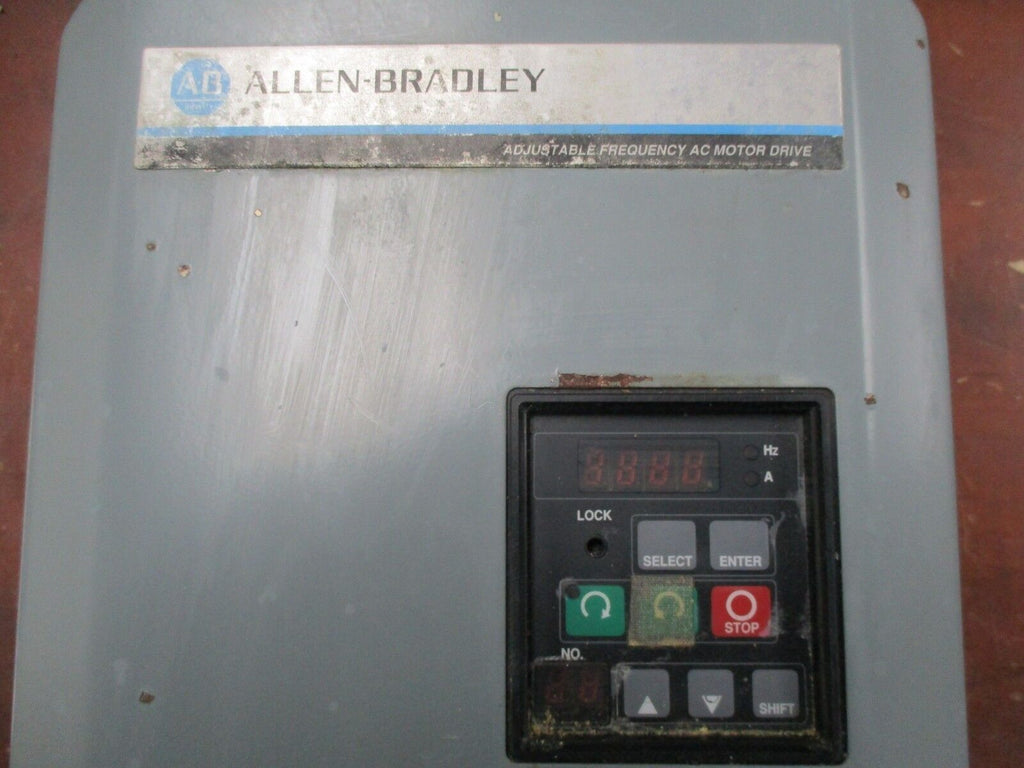 AB
ALLEN-BRADLEY
ADJUSTABLE FREQUENCY AC MOTOR DRIVE
Hz
A
LOCK
SELECT
ENTER
STOP
NO.
SHIFT